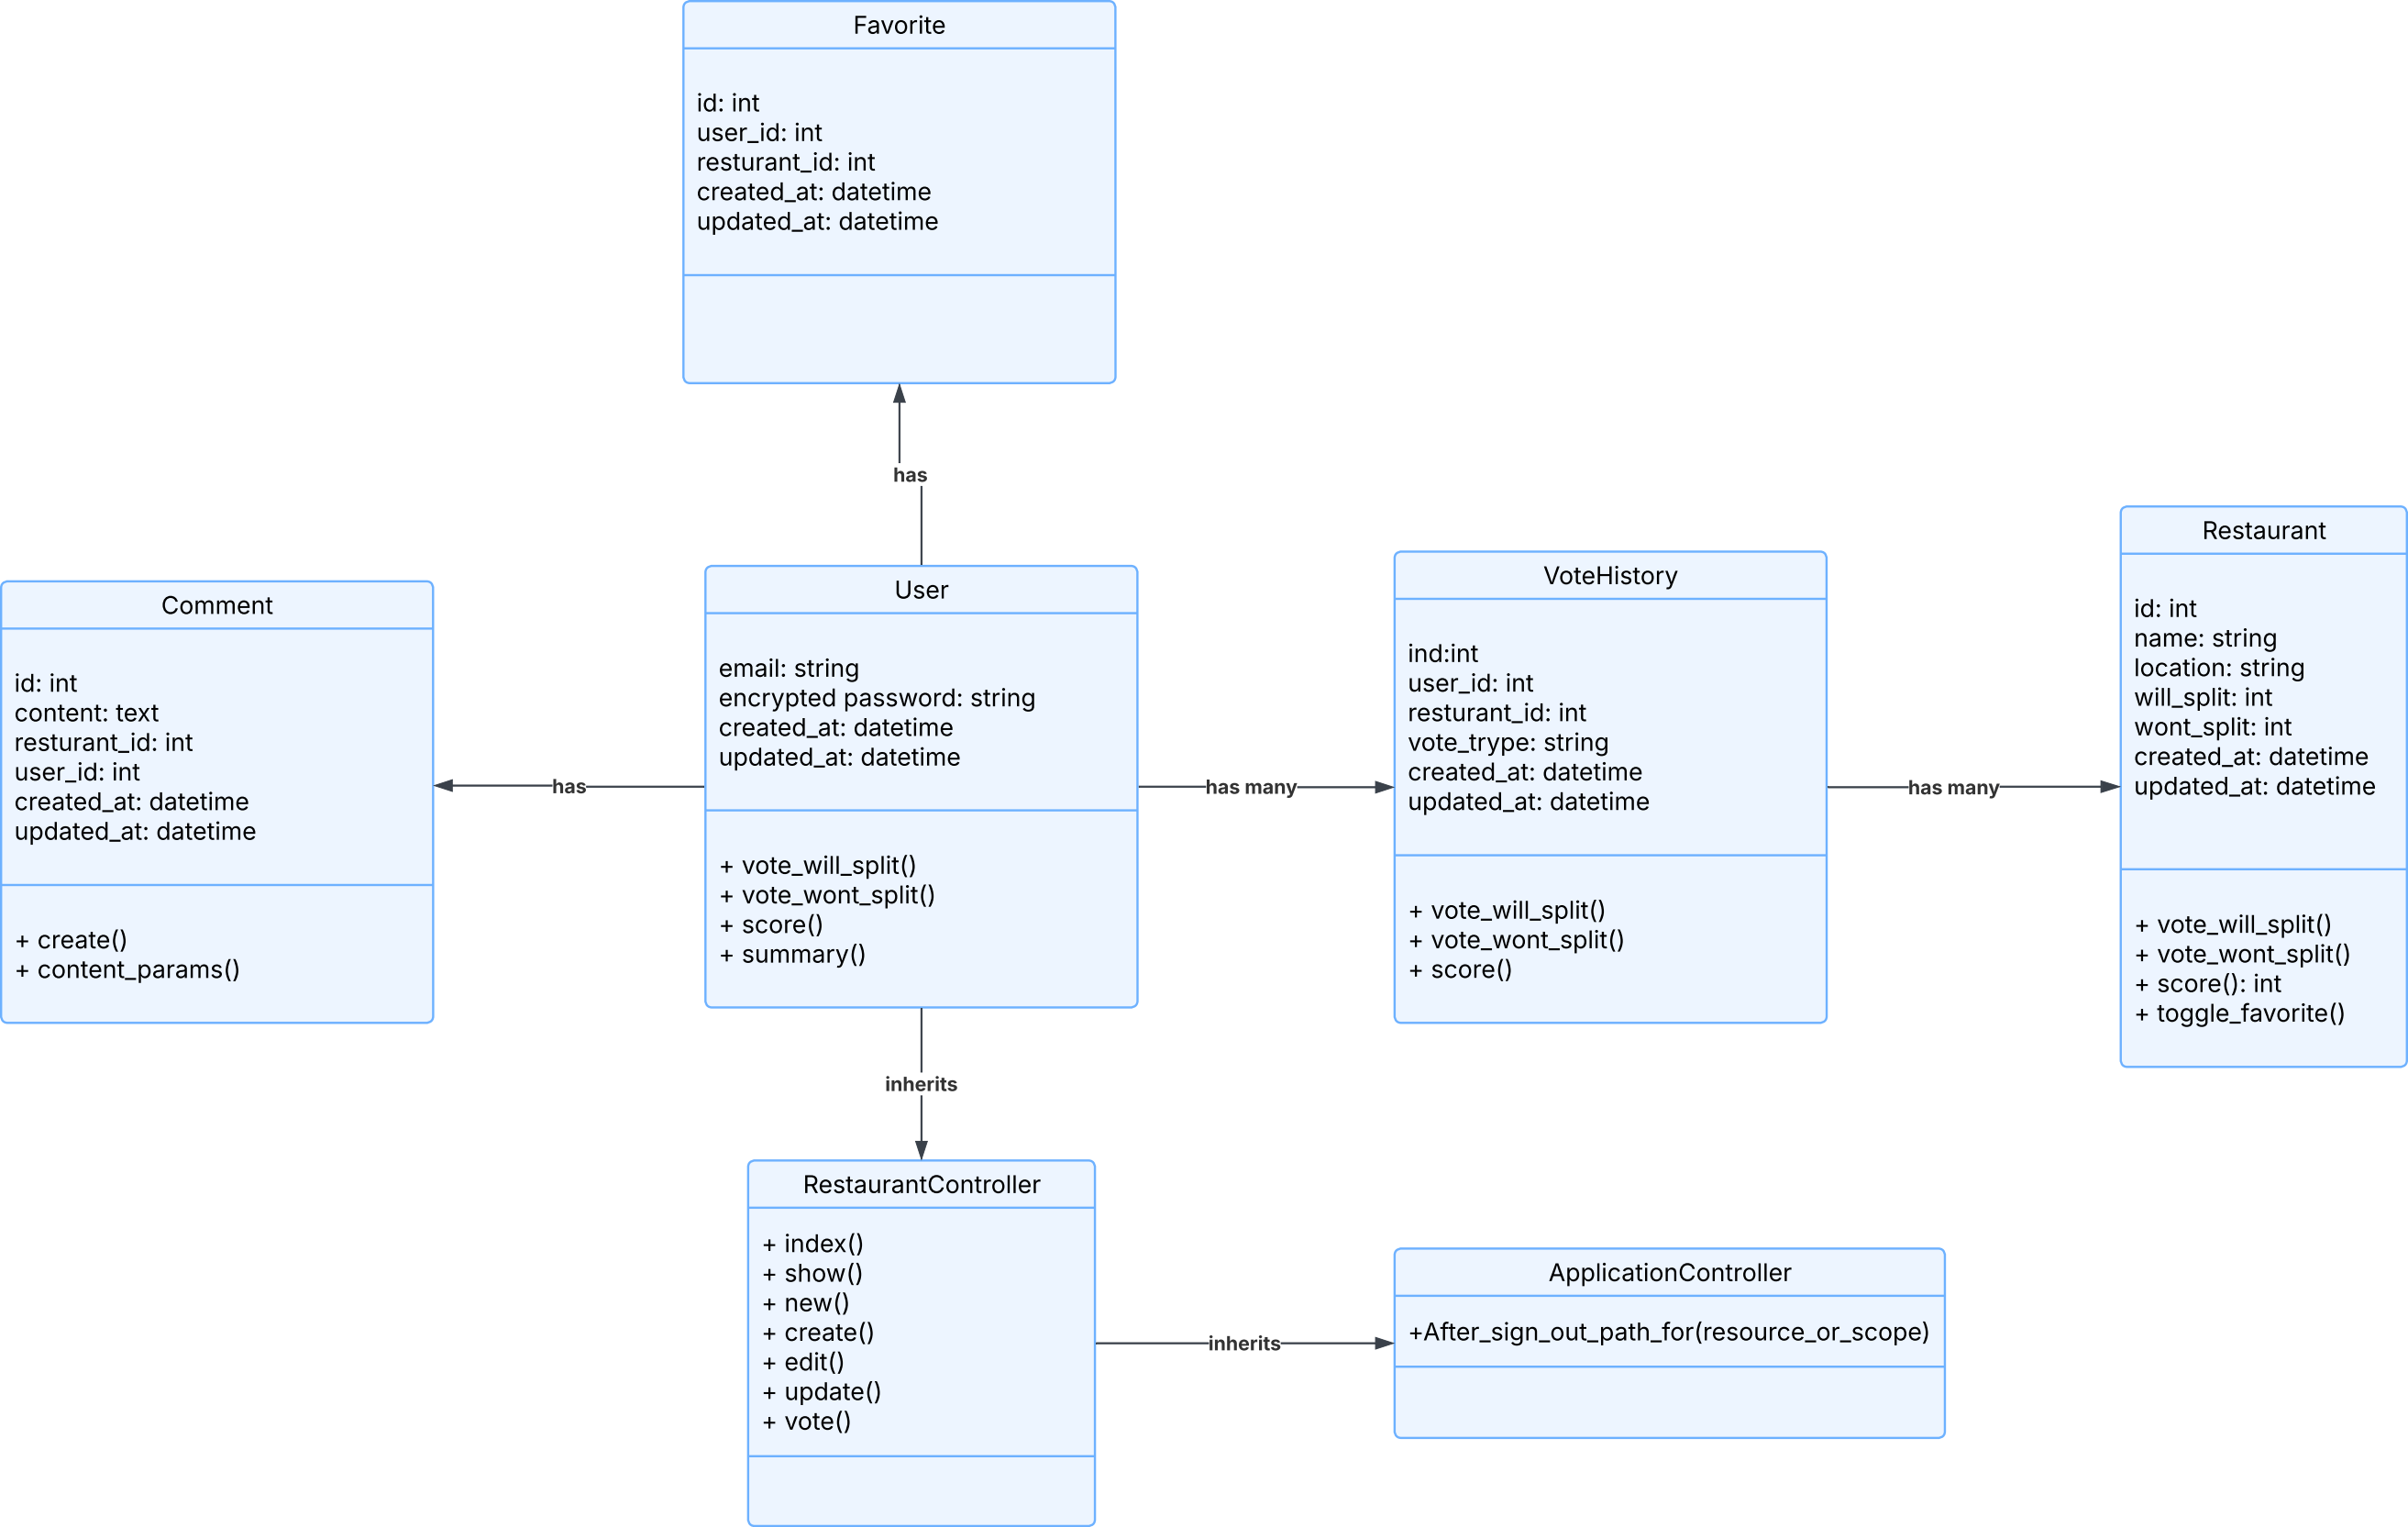 Favorite
id: int
user_id: int
resturant_id: int
created_at: datetime
updated_at: datetime
has
Comment
id: int
content: text
resturant_id: int
user_id: int
created_at: datetime
updated_at: datetime
+ create()
+ content_params()
has
User
email: string
encrypted password: string
created_at: datetime
updated_at: datetime
+ vote_will_split()
+ vote_wont_split()
+ score()
+ summary()
has many
VoteHistory
ind:int
user_id: int
resturant_id: int
vote_trype: string
created_at: datetime
updated_at: datetime
+ vote_will_split()
+ vote_wont_split()
+ score()
has many
Restaurant
id: int
name: string
location: string
will_split: int
wont_split: int
created_at: datetime
updated_at: datetime
+ vote_will_split()
+ vote_wont_split()
+ score(): int
+ toggle_favorite()
inherits
RestaurantController
+ index()
+ show()
+ new()
+ create()
+ edit()
+ update()
+ vote()
inherits
ApplicationController
+After_sign_out_path_for(resource_or_scope)